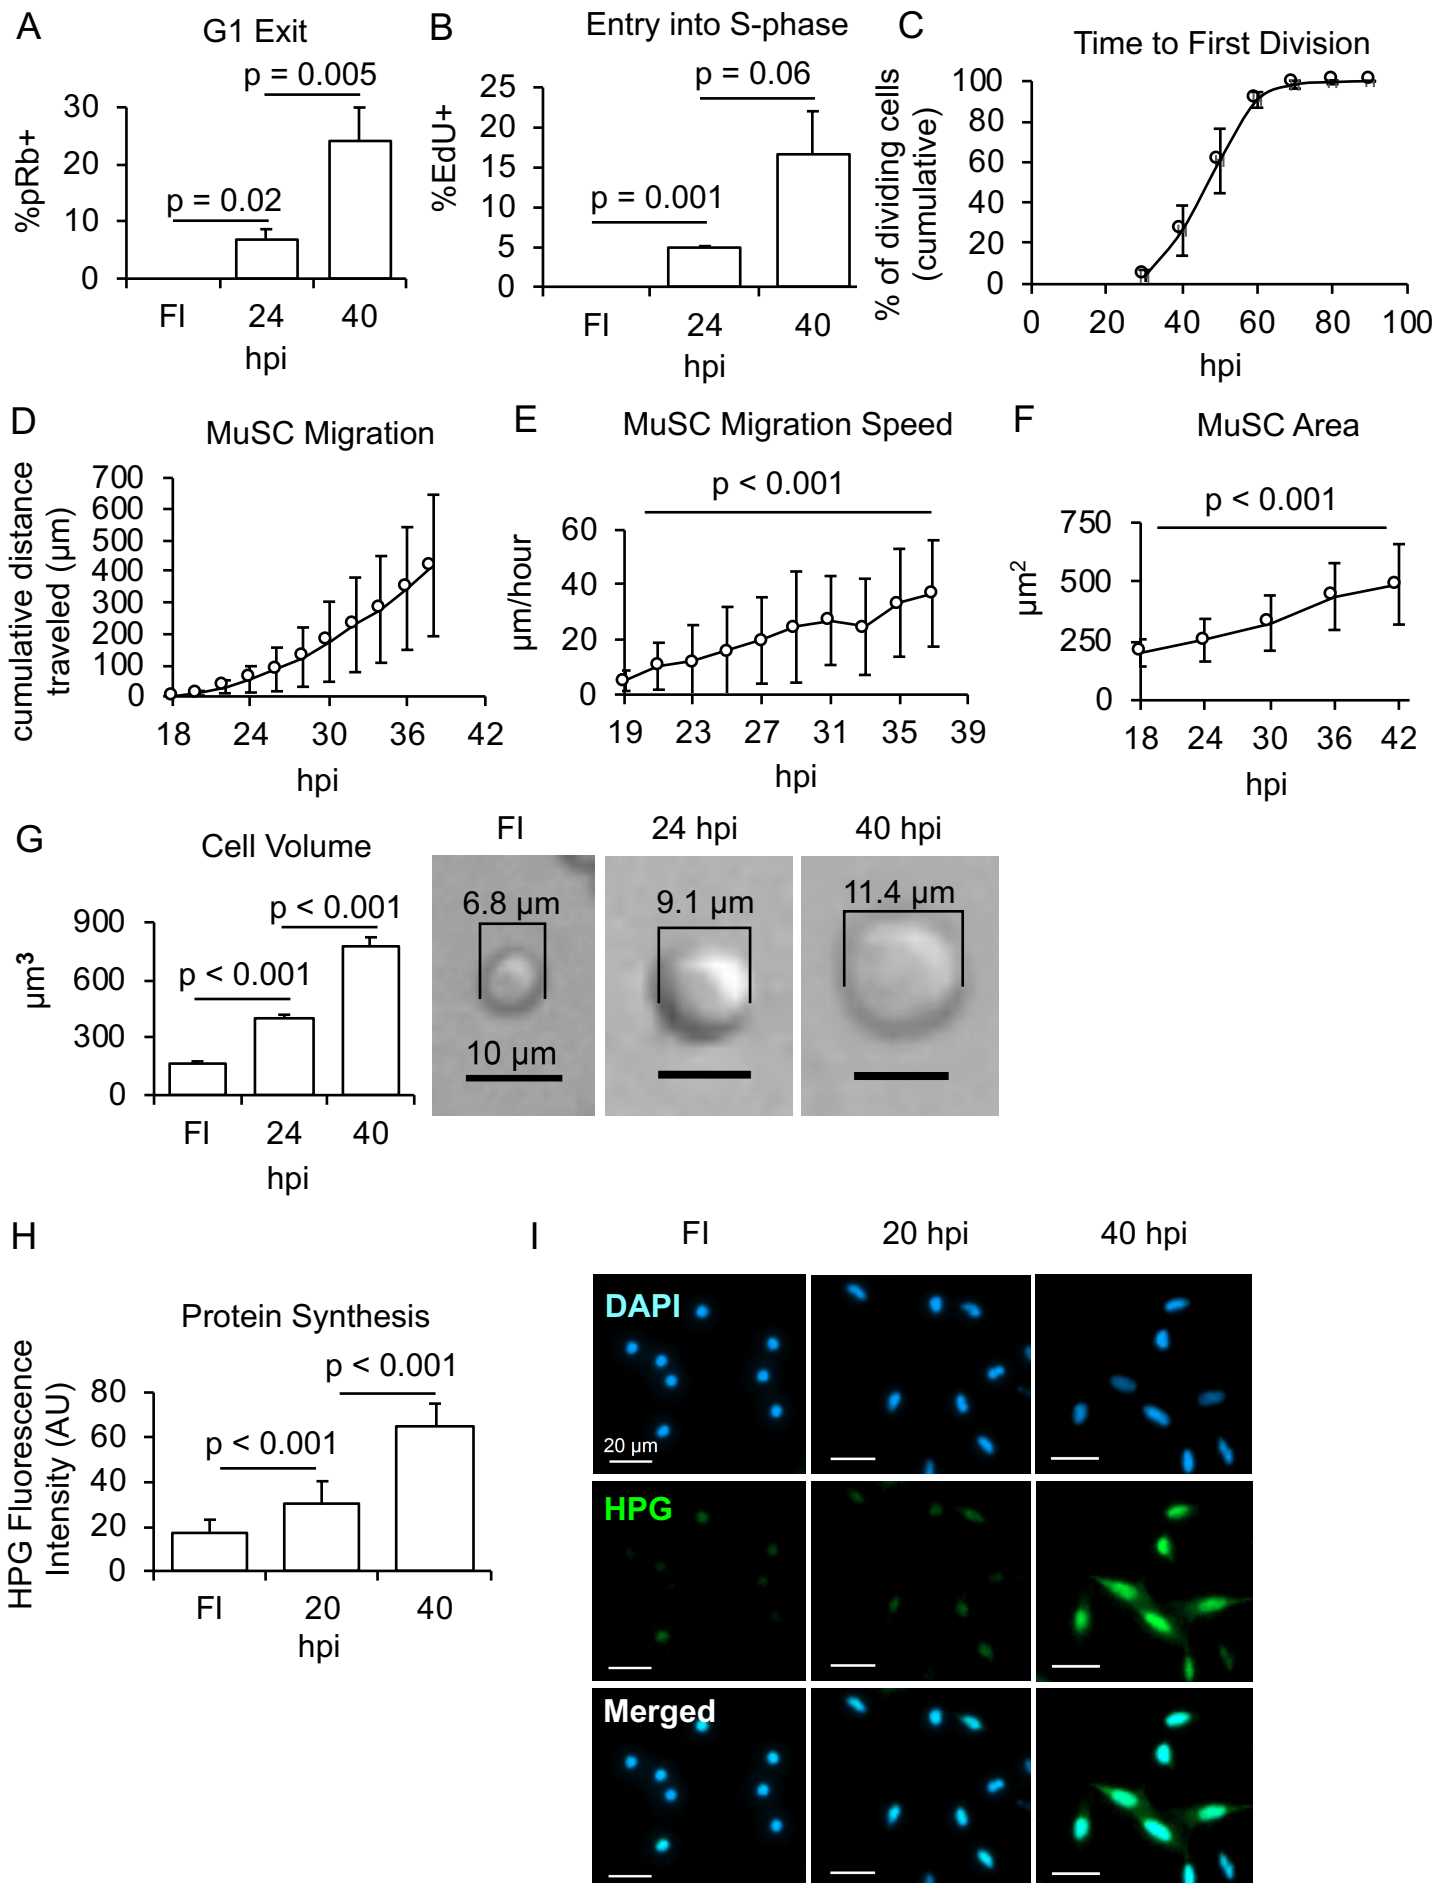 A
G1 Exit
p = 0.005
p = 0.02
%pRb+
30
20
10
0
FI 24 40
hpi
B
Entry into S-phase
p = 0.06
p = 0.001
%EdU+
25
20
15
10
5
0
FI 24 40
hpi
C
Time to First Division
% of dividing cells
(cumulative)
100
80
60
40
20
0
0 20 40 60 80 100
hpi
D
MuSC Migration
cumulative distance
traveled (µm)
700
600
500
400
300
200
100
0
18 24 30 36 42
hpi
E
MuSC Migration Speed
p < 0.001
µm/hour
60
40
20
0
19 23 27 31 35 39
hpi
F
MuSC Area
p < 0.001
µm²
750
500
250
0
18 24 30 36 42
hpi
G
Cell Volume
p < 0.001
p < 0.001
µm³
900
600
300
0
FI 24 40
hpi
FI 24 hpi 40 hpi
6.8 µm 9.1 µm 11.4 µm
10 µm
H
Protein Synthesis
p < 0.001
p < 0.001
HPG Fluorescence
Intensity (AU)
80
60
40
20
0
FI 20 40
hpi
I
FI 20 hpi 40 hpi
DAPI
20 µm
HPG
Merged